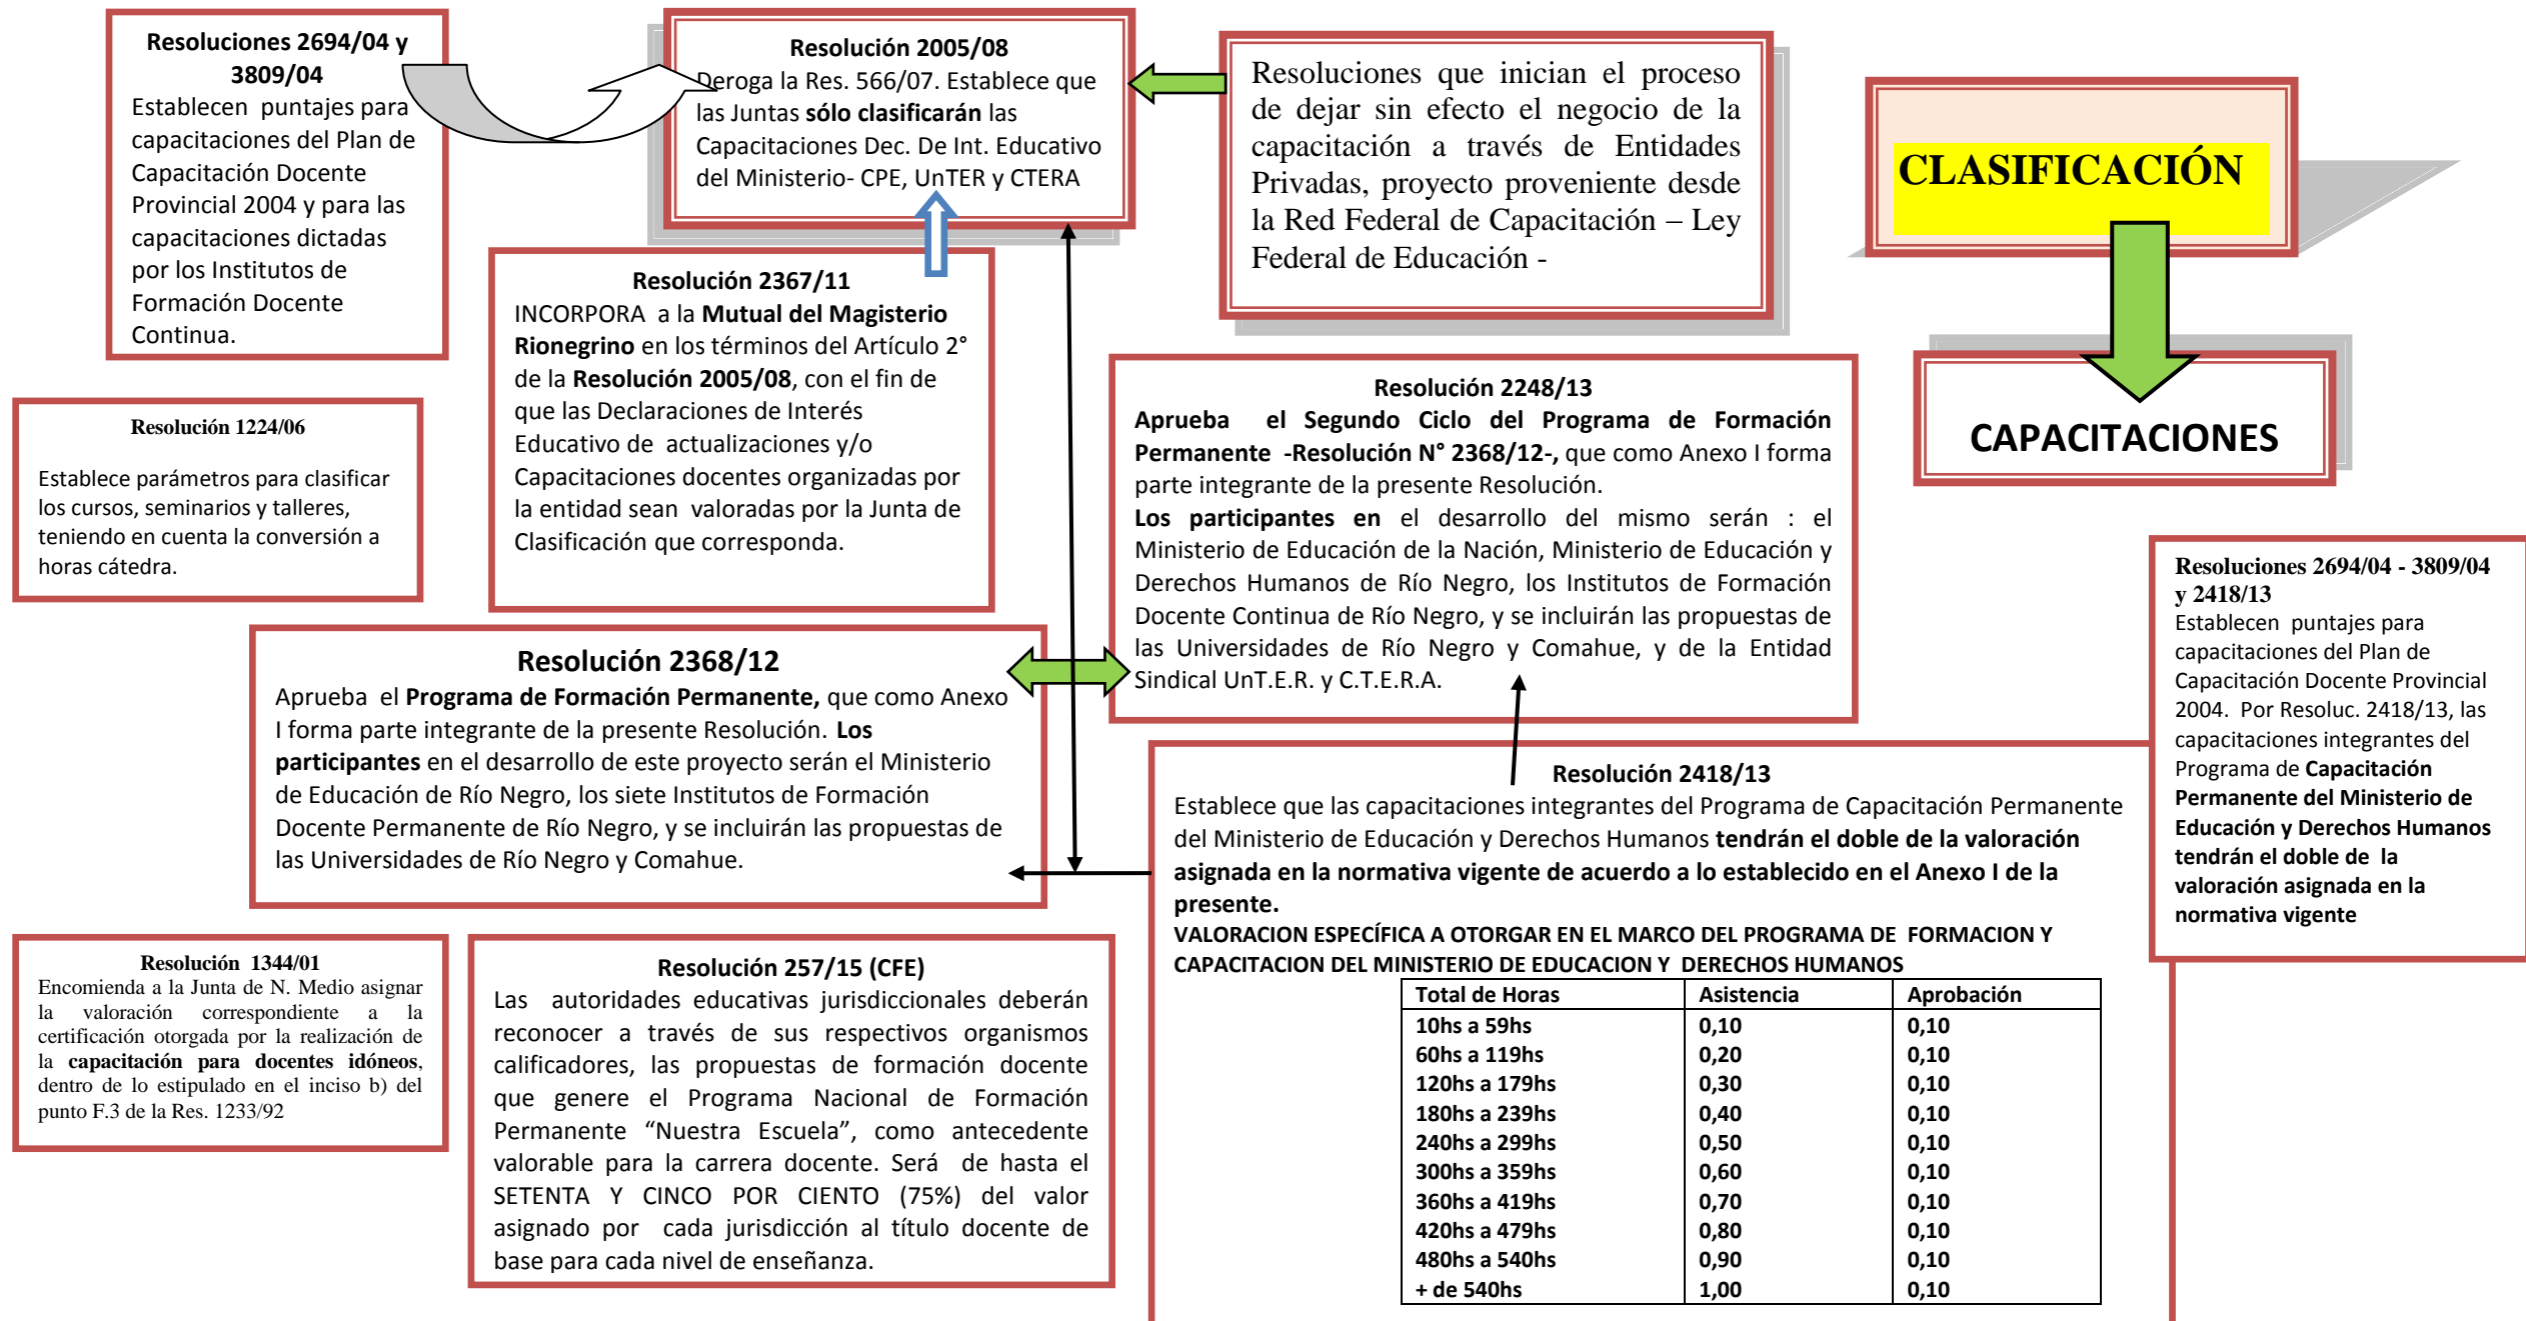 Resoluciones 2694/04 y
3809/04
Establecen puntajes para
capacitaciones del Plan de
Capacitación Docente
Provincial 2004 y para las
capacitaciones dictadas
por los Institutos de
Formación Docente
Continua.
Resolución 2005/08
Deroga la Res. 566/07. Establece que
las Juntas sólo clasificarán las
Capacitaciones Dec. De Int. Educativo
del Ministerio- CPE, UnTER y CTERA
Resoluciones que inician el proceso
de dejar sin efecto el negocio de la
capacitación a través de Entidades
Privadas, proyecto proveniente desde
la Red Federal de Capacitación – Ley
Federal de Educación -
CLASIFICACIÓN
CAPACITACIONES
Resolución 2367/11
INCORPORA a la Mutual del Magisterio
Rionegrino en los términos del Artículo 2°
de la Resolución 2005/08, con el fin de
que las Declaraciones de Interés
Educativo de actualizaciones y/o
Capacitaciones docentes organizadas por
la entidad sean valoradas por la Junta de
Clasificación que corresponda.
Resolución 1224/06
Establece parámetros para clasificar
los cursos, seminarios y talleres,
teniendo en cuenta la conversión a
horas cátedra.
Resolución 2248/13
Aprueba el Segundo Ciclo del Programa de Formación
Permanente -Resolución N° 2368/12-, que como Anexo I forma
parte integrante de la presente Resolución.
Los participantes en el desarrollo del mismo serán : el
Ministerio de Educación de la Nación, Ministerio de Educación y
Derechos Humanos de Río Negro, los Institutos de Formación
Docente Continua de Río Negro, y se incluirán las propuestas de
las Universidades de Río Negro y Comahue, y de la Entidad
Sindical UnT.E.R. y C.T.E.R.A.
Resoluciones 2694/04 - 3809/04
y 2418/13
Establecen puntajes para
capacitaciones del Plan de
Capacitación Docente Provincial
2004. Por Resoluc. 2418/13, las
capacitaciones integrantes del
Programa de Capacitación
Permanente del Ministerio de
Educación y Derechos Humanos
tendrán el doble de la
valoración asignada en la
normativa vigente
Resolución 2368/12
Aprueba el Programa de Formación Permanente, que como Anexo
I forma parte integrante de la presente Resolución. Los
participantes en el desarrollo de este proyecto serán el Ministerio
de Educación de Río Negro, los siete Institutos de Formación
Docente Permanente de Río Negro, y se incluirán las propuestas de
las Universidades de Río Negro y Comahue.
Resolución 2418/13
Establece que las capacitaciones integrantes del Programa de Capacitación Permanente
del Ministerio de Educación y Derechos Humanos tendrán el doble de la valoración
asignada en la normativa vigente de acuerdo a lo establecido en el Anexo I de la
presente.
VALORACION ESPECÍFICA A OTORGAR EN EL MARCO DEL PROGRAMA DE FORMACION Y
CAPACITACION DEL MINISTERIO DE EDUCACION Y DERECHOS HUMANOS
Total de Horas Asistencia Aprobación
10hs a 59hs 0,10 0,10
60hs a 119hs 0,20 0,10
120hs a 179hs 0,30 0,10
180hs a 239hs 0,40 0,10
240hs a 299hs 0,50 0,10
300hs a 359hs 0,60 0,10
360hs a 419hs 0,70 0,10
420hs a 479hs 0,80 0,10
480hs a 540hs 0,90 0,10
+ de 540hs 1,00 0,10
Resolución 1344/01
Encomienda a la Junta de N. Medio asignar
la valoración correspondiente a la
certificación otorgada por la realización de
la capacitación para docentes idóneos,
dentro de lo estipulado en el inciso b) del
punto F.3 de la Res. 1233/92
Resolución 257/15 (CFE)
Las autoridades educativas jurisdiccionales deberán
reconocer a través de sus respectivos organismos
calificadores, las propuestas de formación docente
que genere el Programa Nacional de Formación
Permanente “Nuestra Escuela”, como antecedente
valorable para la carrera docente. Será de hasta el
SETENTA Y CINCO POR CIENTO (75%) del valor
asignado por cada jurisdicción al título docente de
base para cada nivel de enseñanza.